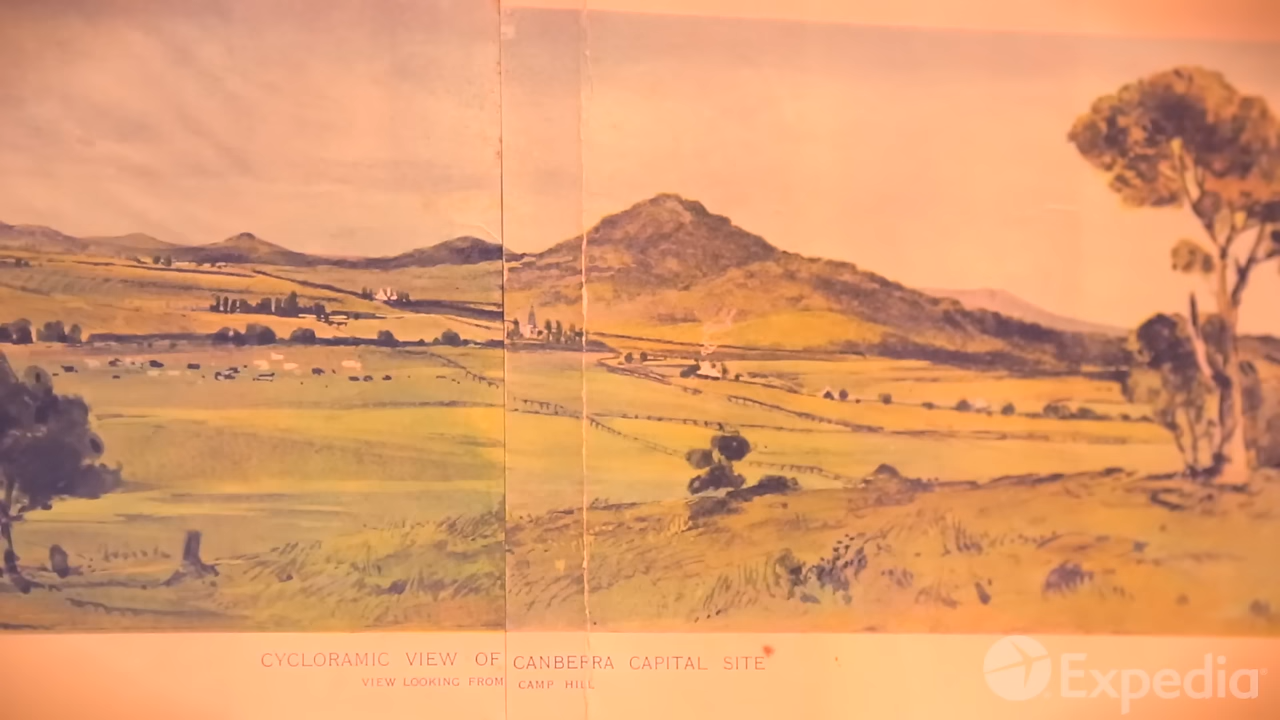 CYCLORAMIC VIEW OF CANBERRA CAPITAL SITE
VIEW LOOKING FROM CAMP HILL
Expedia